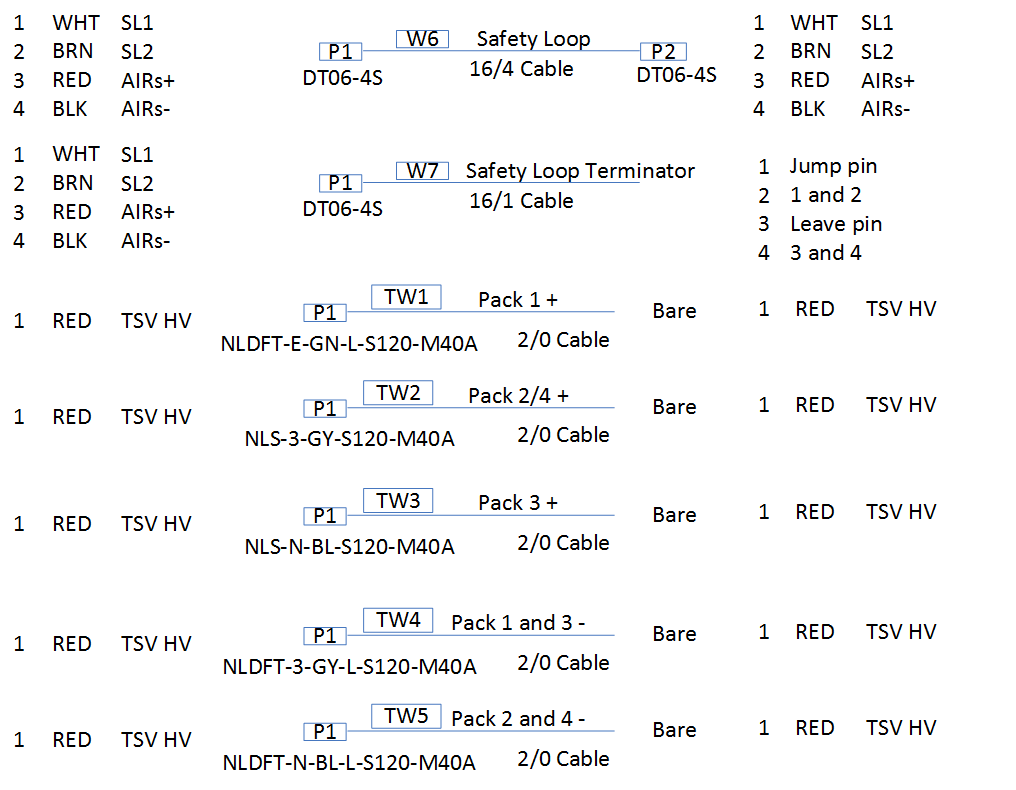 1 WHT SL1
2 BRN SL2
3 RED AIRs+
4 BLK AIRs-
W6 Safety Loop
P1 P2
DT06-4S 16/4 Cable DT06-4S
1 WHT SL1
2 BRN SL2
3 RED AIRs+
4 BLK AIRs-
1 WHT SL1
2 BRN SL2
3 RED AIRs+
4 BLK AIRs-
W7 Safety Loop Terminator
P1
DT06-4S 16/1 Cable
1 Jump pin
2 1 and 2
3 Leave pin
4 3 and 4
1 RED TSV HV
TW1 Pack 1 +
P1 Bare
NLDFT-E-GN-L-S120-M40A 2/0 Cable
1 RED TSV HV
1 RED TSV HV
TW2 Pack 2/4 +
P1 Bare
NLS-3-GY-S120-M40A 2/0 Cable
1 RED TSV HV
1 RED TSV HV
TW3 Pack 3 +
P1 Bare
NLS-N-BL-S120-M40A 2/0 Cable
1 RED TSV HV
1 RED TSV HV
TW4 Pack 1 and 3 -
P1 Bare
NLDFT-3-GY-L-S120-M40A 2/0 Cable
1 RED TSV HV
1 RED TSV HV
TW5 Pack 2 and 4 -
P1 Bare
NLDFT-N-BL-L-S120-M40A 2/0 Cable
1 RED TSV HV